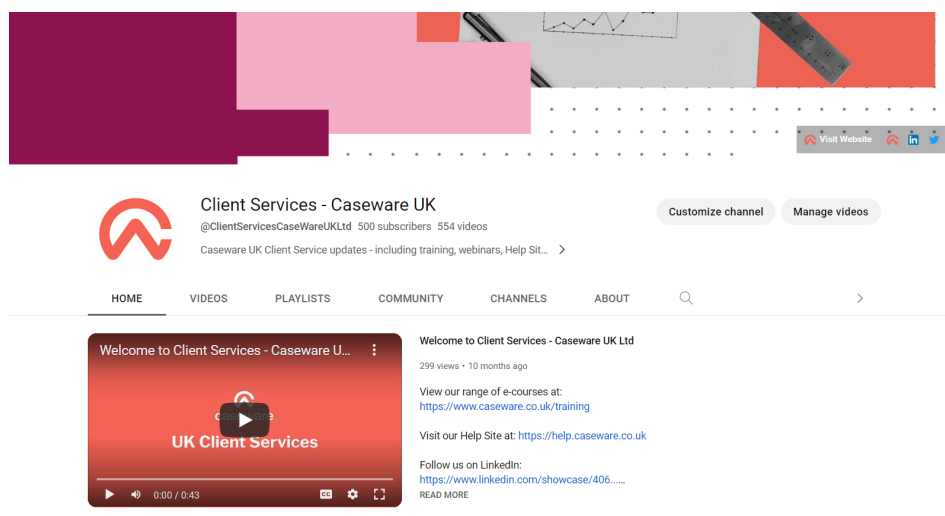 Visit Website
in
Client Services - Caseware UK
@ClientServicesCaseWareUKLtd 500 subscribers 554 videos
Caseware UK Client Service updates - including training, webinars, Help Sit...
Customize channel
Manage videos
HOME
VIDEOS
PLAYLISTS
COMMUNITY
CHANNELS
ABOUT
Welcome to Client Services - Caseware U...
caseware
UK Client Services
0:00 / 0:43
CC
Welcome to Client Services - Caseware UK Ltd
299 views • 10 months ago
View our range of e-courses at:
https://www.caseware.co.uk/training
Visit our Help Site at: https://help.caseware.co.uk
Follow us on LinkedIn:
https://www.linkedin.com/showcase/406......
READ MORE